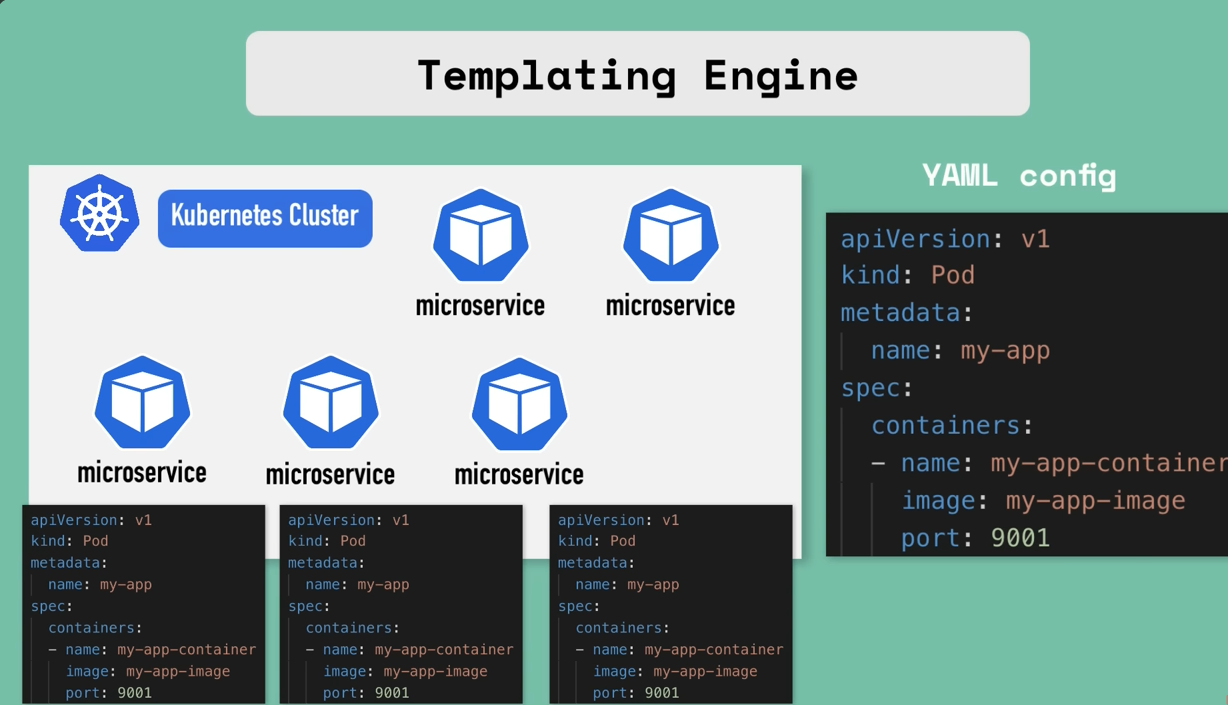 Templating Engine
Kubernetes Cluster
microservice
microservice
microservice
microservice
microservice
YAML config
apiVersion: v1
kind: Pod
metadata:
  name: my-app
spec:
  containers:
  - name: my-app-container
    image: my-app-image
    port: 9001
apiVersion: v1
kind: Pod
metadata:
  name: my-app
spec:
  containers:
  - name: my-app-container
    image: my-app-image
    port: 9001
apiVersion: v1
kind: Pod
metadata:
  name: my-app
spec:
  containers:
  - name: my-app-container
    image: my-app-image
    port: 9001
apiVersion: v1
kind: Pod
metadata:
  name: my-app
spec:
  containers:
  - name: my-app-container
    image: my-app-image
    port: 9001